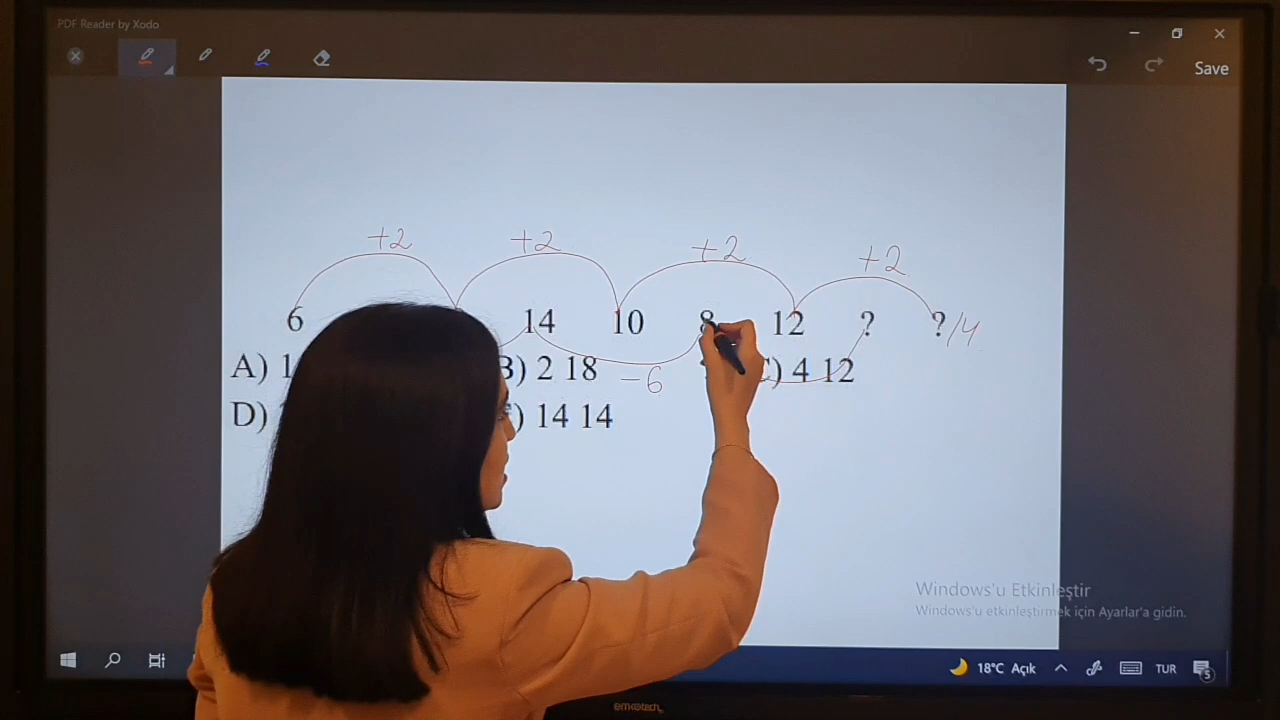 PDF Reader by Xodo
Save
+2 +2 +2 +2
6 14 10 8 12 ? ?/14
A) B) 2 18 C) 4 12
-6
D) 14 14
Windows'u Etkinleştir
Windows'u etkinleştirmek için Ayarlar'a gidin.
18°C Açık TUR 5
emkotech